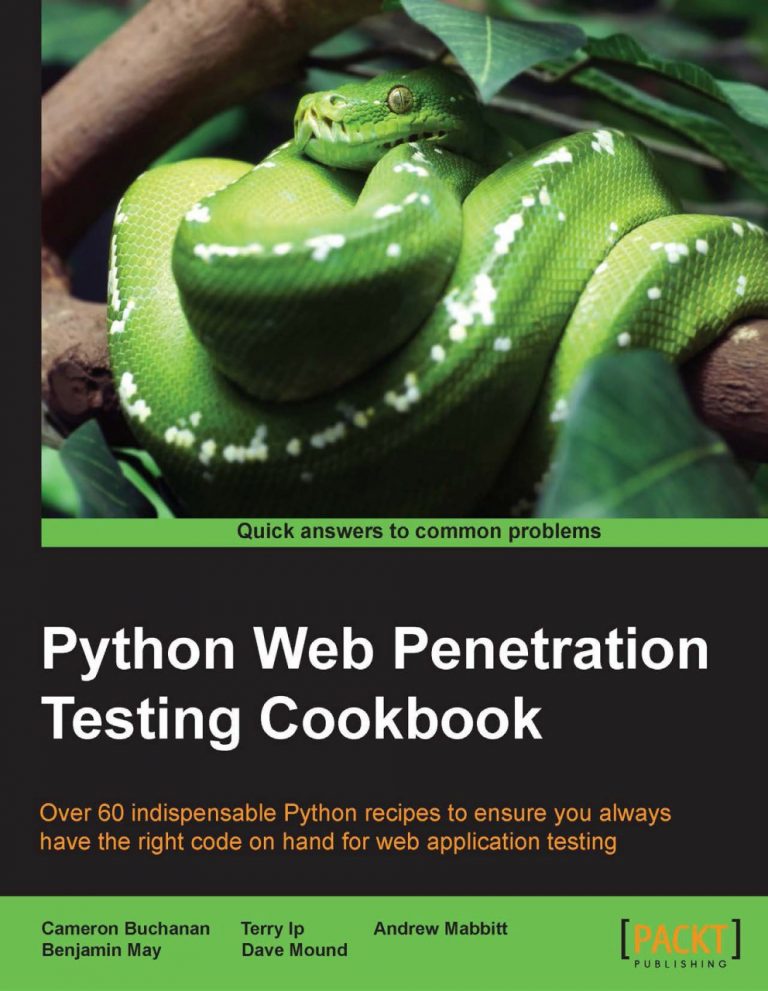 Quick answers to common problems
Python Web Penetration
Testing Cookbook
Over 60 indispensable Python recipes to ensure you always
have the right code on hand for web application testing
Cameron Buchanan Terry Ip Andrew Mabbitt
Benjamin May Dave Mound
[PACKT]
PUBLISHING